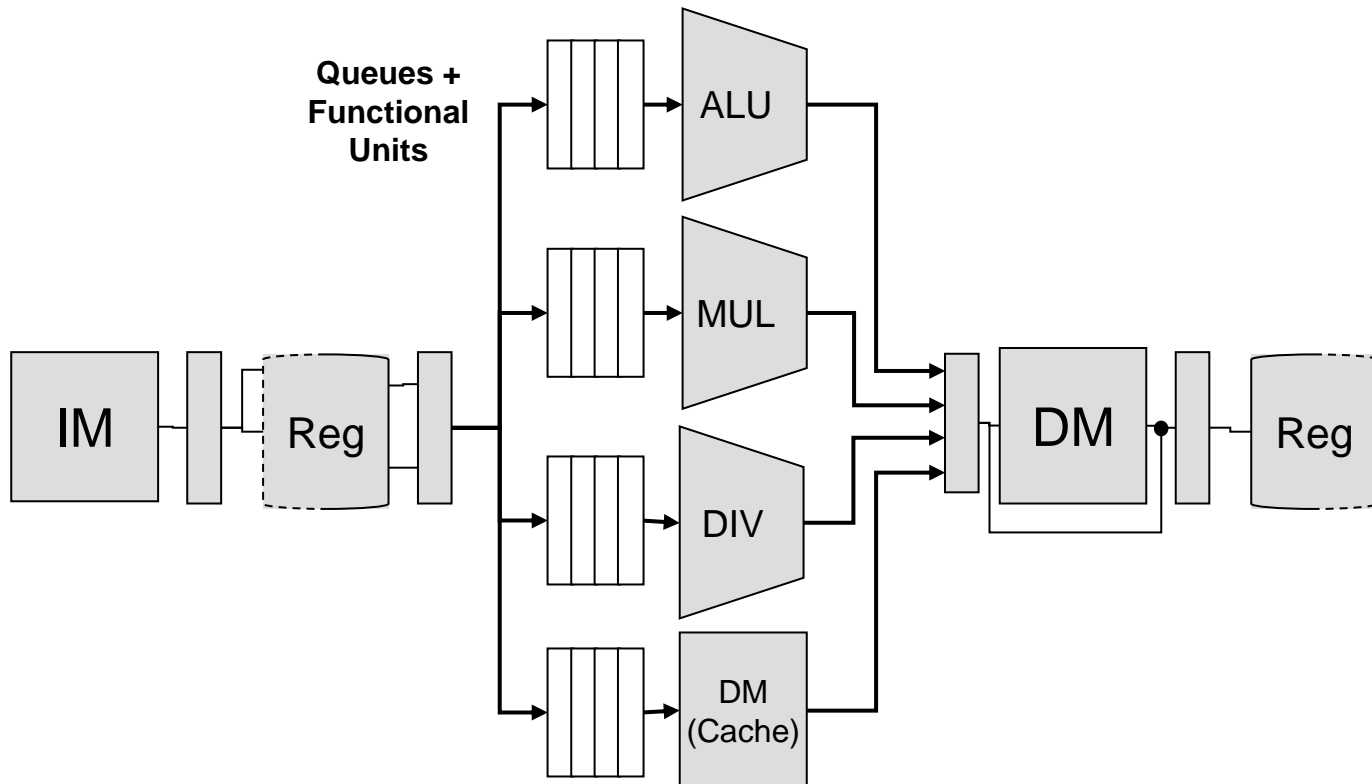 Queues +
Functional
Units
ALU
MUL
IM
Reg
DM
Reg
DIV
DM
(Cache)